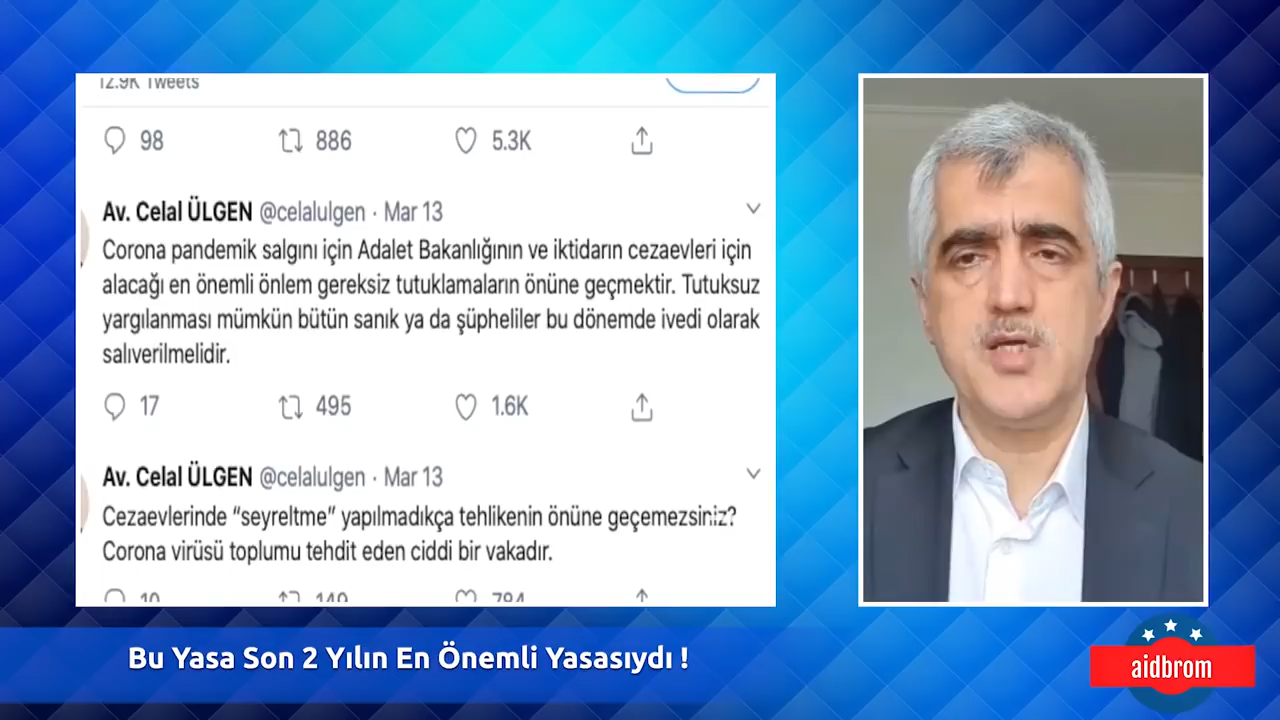 12.9K Tweets
98 886 5.3K
Av. Celal ÜLGEN @celalulgen · Mar 13
Corona pandemik salgını için Adalet Bakanlığının ve iktidarın cezaevleri için
alacağı en önemli önlem gereksiz tutuklamaların önüne geçmektir. Tutuksuz
yargılanması mümkün bütün sanık ya da şüpheliler bu dönemde ivedi olarak
salıverilmelidir.
17 495 1.6K
Av. Celal ÜLGEN @celalulgen · Mar 13
Cezaevlerinde “seyreltme” yapılmadıkça tehlikenin önüne geçemezsiniz?
Corona virüsü toplumu tehdit eden ciddi bir vakadır.
10 149 784
Bu Yasa Son 2 Yılın En Önemli Yasasıydı !
aidbrom